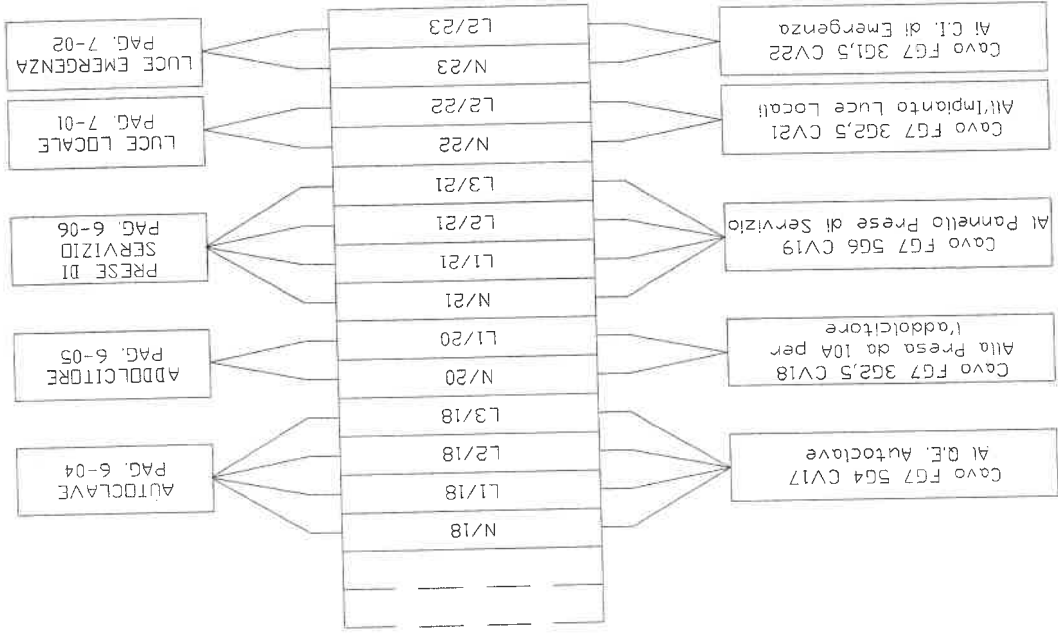 Cavo FG7 5G4 CV17
Al Q.E. Autoclave
Cavo FG7 3G2,5 CV18
Alla Presa da 10A per
l'addolcitore
Cavo FG7 5G6 CV19
Al Pannello Prese di Servizio
Cavo FG7 3G2,5 CV21
All'Impianto Luce Locali
Cavo FG7 3G1,5 CV22
Ai C.I. di Emergenza
N/18
L1/18
L2/18
L3/18
N/20
L1/20
N/21
L1/21
L2/21
L3/21
N/22
L2/22
N/23
L2/23
AUTOCLAVE
PAG. 6-04
ADDOLCITORE
PAG. 6-05
PRESE DI
SERVIZIO
PAG. 6-06
LUCE LOCALE
PAG. 7-01
LUCE EMERGENZA
PAG. 7-02